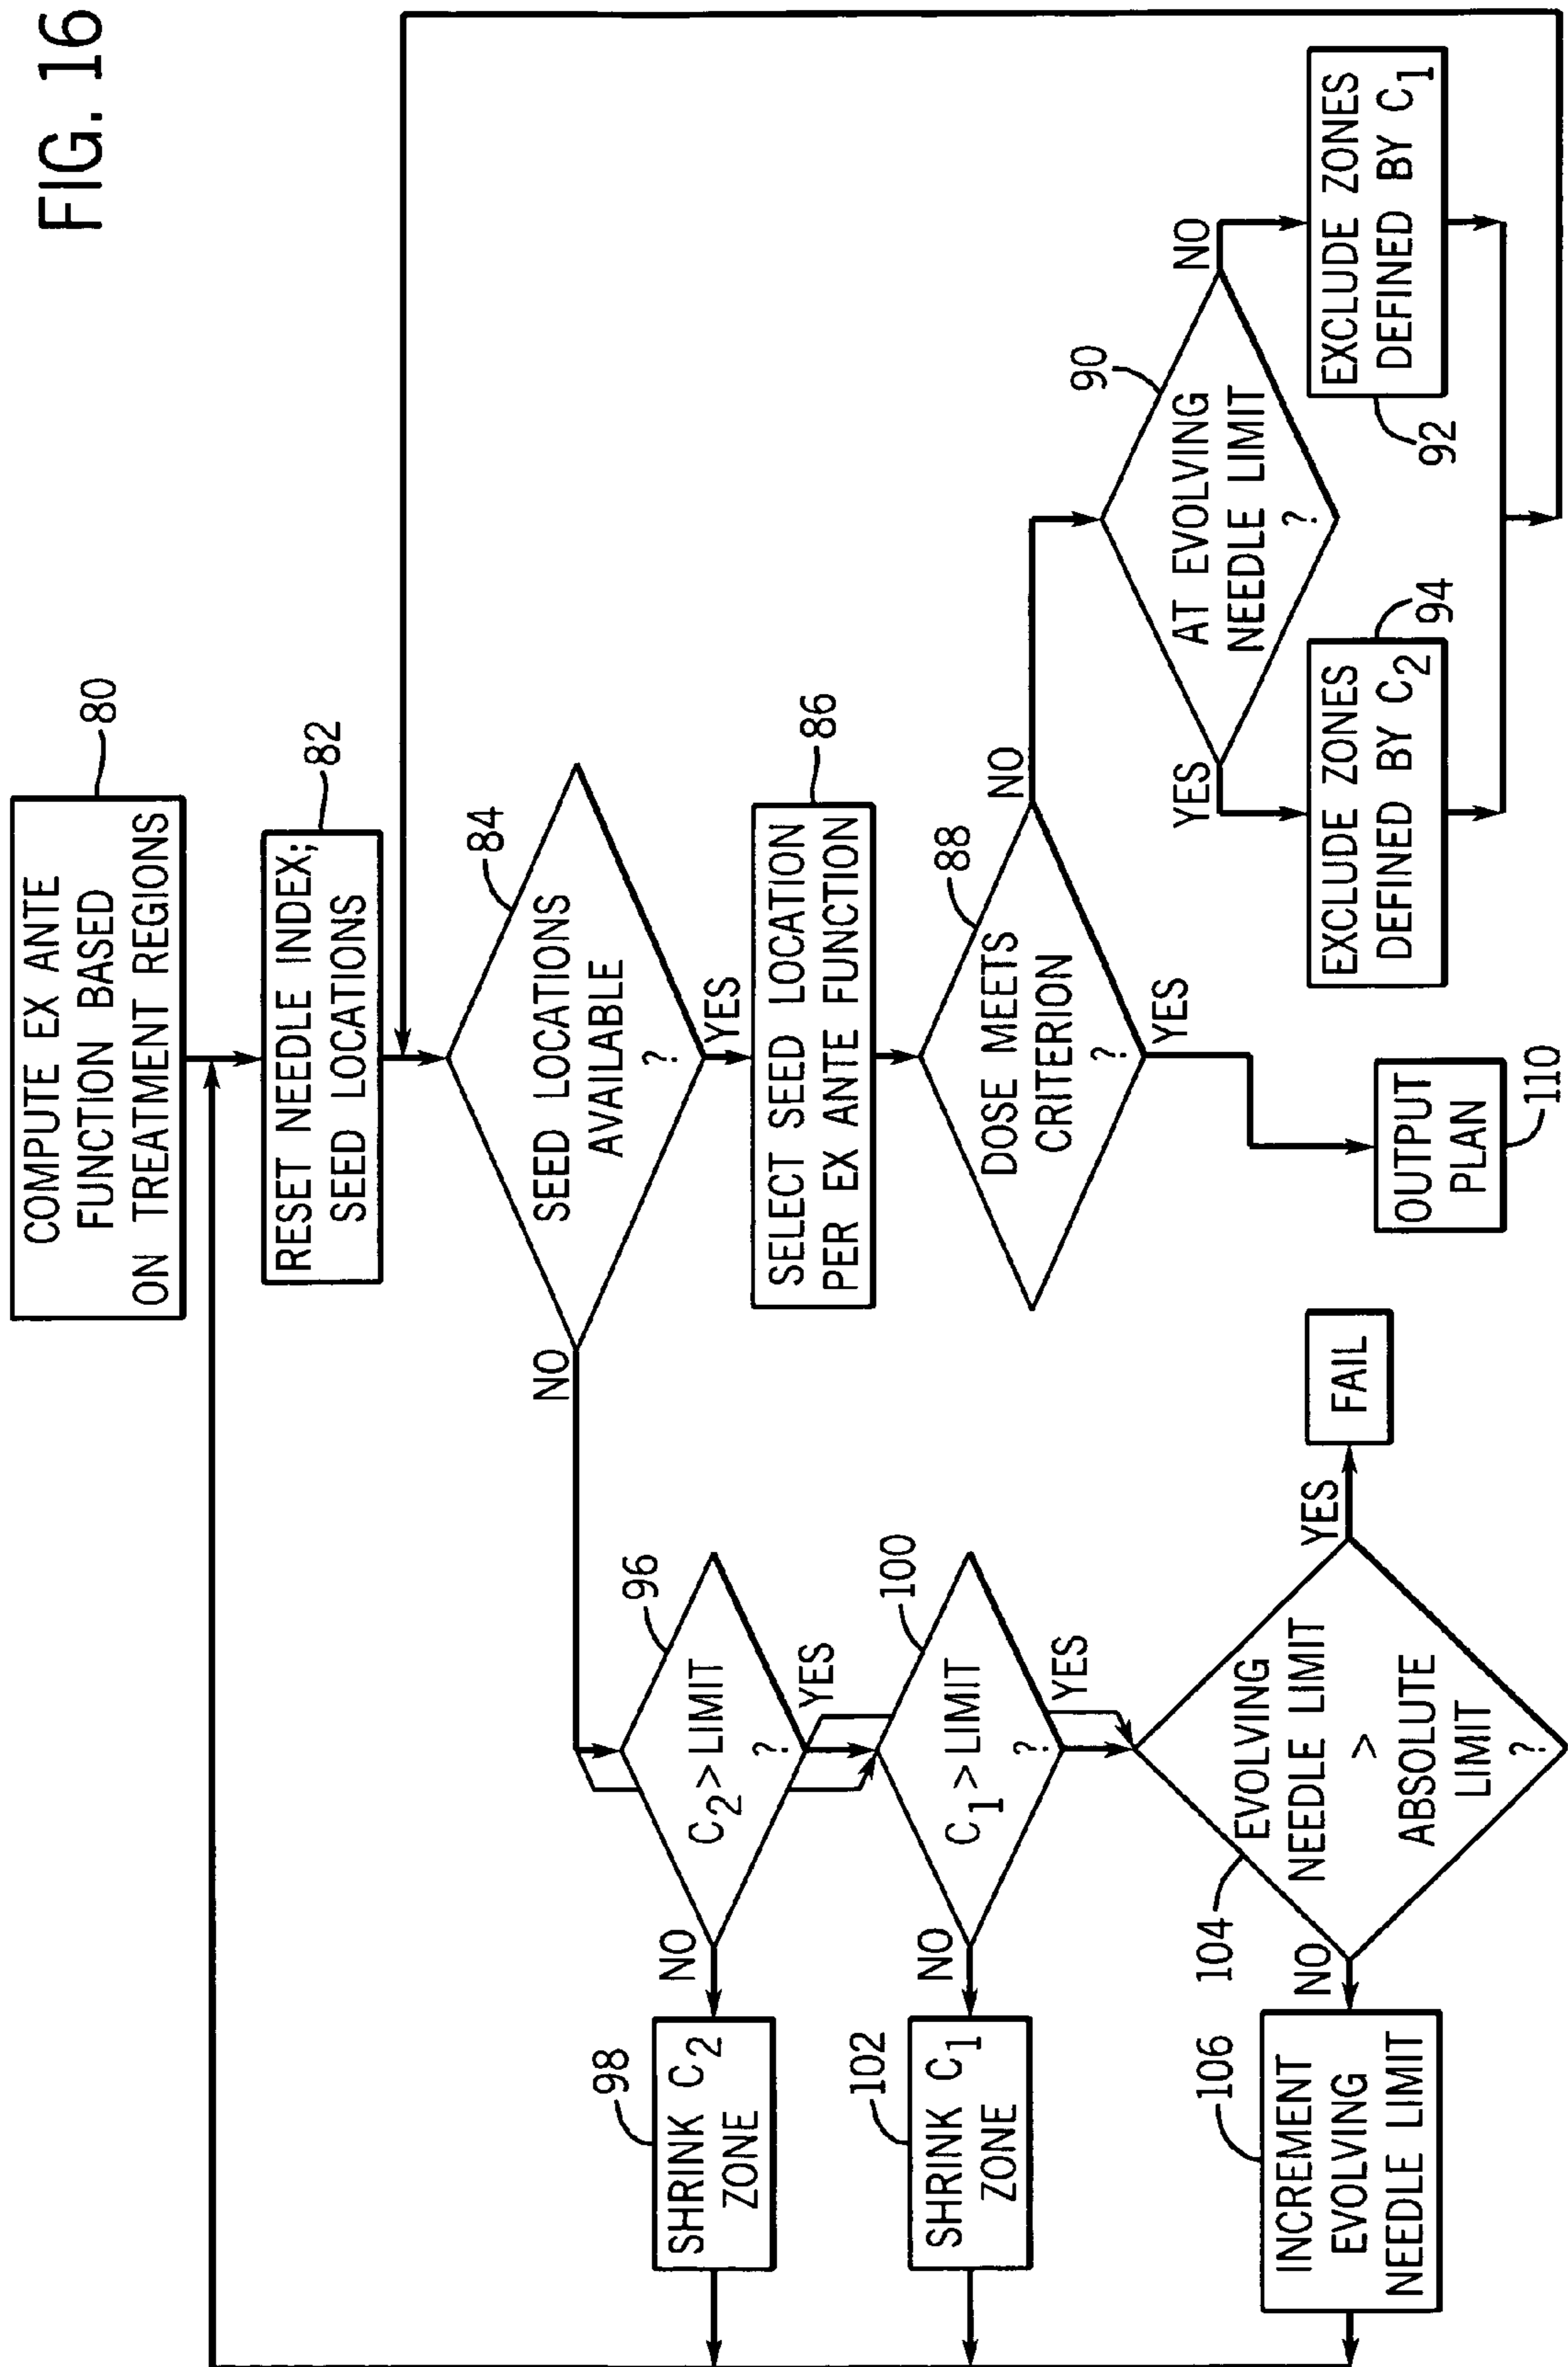 FIG. 16
COMPUTE EX ANTE
FUNCTION BASED
ON TREATMENT REGIONS
80
RESET NEEDLE INDEX;
SEED LOCATIONS
82
SEED LOCATIONS
AVAILABLE
?
84
NO
YES
SELECT SEED LOCATION
PER EX ANTE FUNCTION
86
DOSE MEETS
CRITERION
?
88
NO
YES
OUTPUT
PLAN
110
AT EVOLVING
NEEDLE LIMIT
?
90
YES
NO
EXCLUDE ZONES
DEFINED BY C2
94
EXCLUDE ZONES
DEFINED BY C1
92
C2>LIMIT
?
96
NO
YES
SHRINK C2
ZONE
98
C1>LIMIT
?
100
NO
YES
SHRINK C1
ZONE
102
EVOLVING
NEEDLE LIMIT
>
ABSOLUTE
LIMIT
?
104
NO
YES
INCREMENT
EVOLVING
NEEDLE LIMIT
106
FAIL